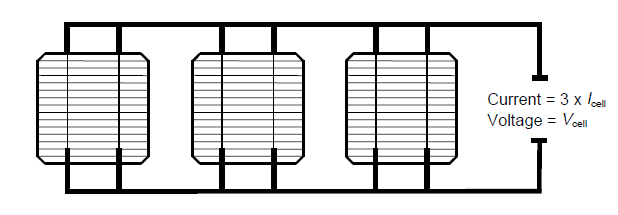 Current = 3 x Icell
Voltage = Vcell